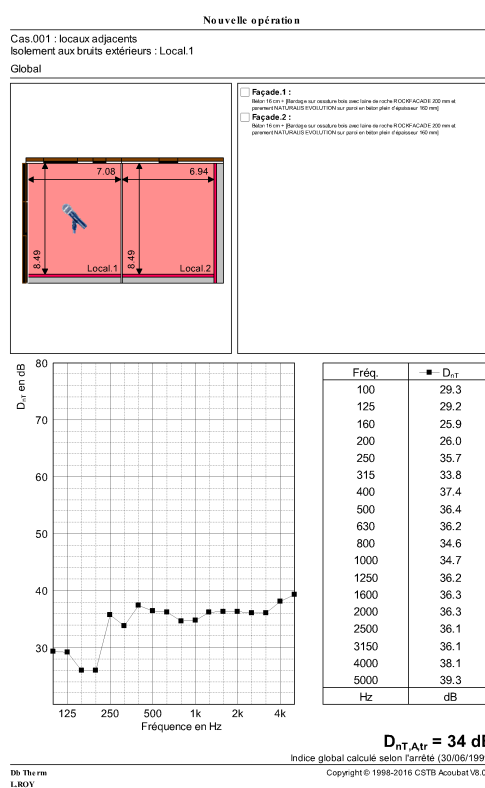 Nouvelle opération
Cas.001 : locaux adjacents
Isolement aux bruits extérieurs : Local.1
Global
Façade.1 :
Béton 16 cm + [Bardage sur ossature bois avec laine de roche ROCKFACADE 200 mm et
parement NATURALIS EVOLUTION sur paroi en béton plein d'épaisseur 160 mm]
Façade.2 :
Béton 16 cm + [Bardage sur ossature bois avec laine de roche ROCKFACADE 200 mm et
parement NATURALIS EVOLUTION sur paroi en béton plein d'épaisseur 160 mm]
7.08 6.94
8.49 8.49
Local.1 Local.2
DnT en dB
80
70
60
50
40
30
125 250 500 1k 2k 4k
Fréquence en Hz
Fréq. DnT
100 29.3
125 29.2
160 25.9
200 26.0
250 35.7
315 33.8
400 37.4
500 36.4
630 36.2
800 34.6
1000 34.7
1250 36.2
1600 36.3
2000 36.3
2500 36.1
3150 36.1
4000 38.1
5000 39.3
Hz dB
DnT,A,tr = 34 dB
Indice global calculé selon l'arrêté (30/06/199
Db Therm
L.ROY
Copyright © 1998-2016 CSTB Acoubat V8.0